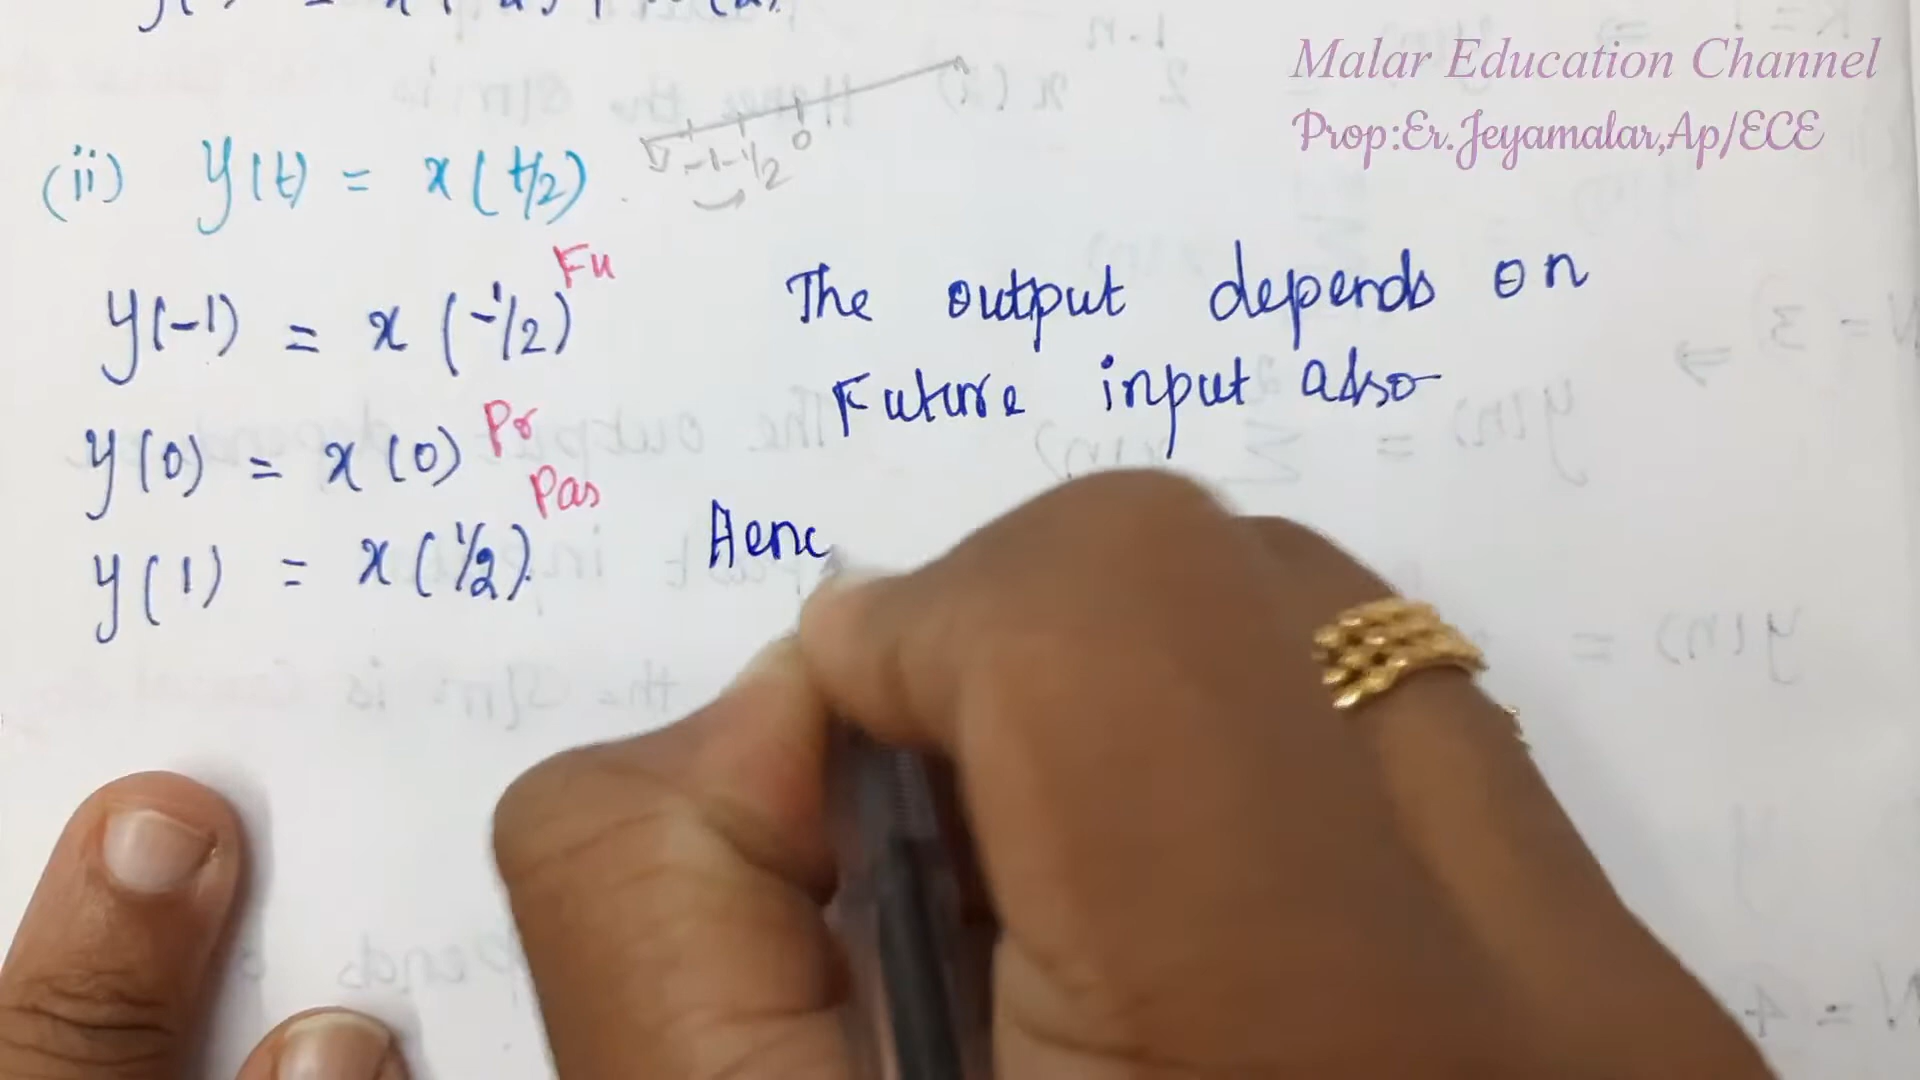 Malar Education Channel
Prop:Er.Jeyamalar,Ap/ECE
(ii) y(t) = x(t/2)
-1 -1/2 0
y(-1) = x(-1/2) Fu
The output depends on
Future input also
y(0) = x(0) Pr
y(1) = x(1/2) Pas
Henc